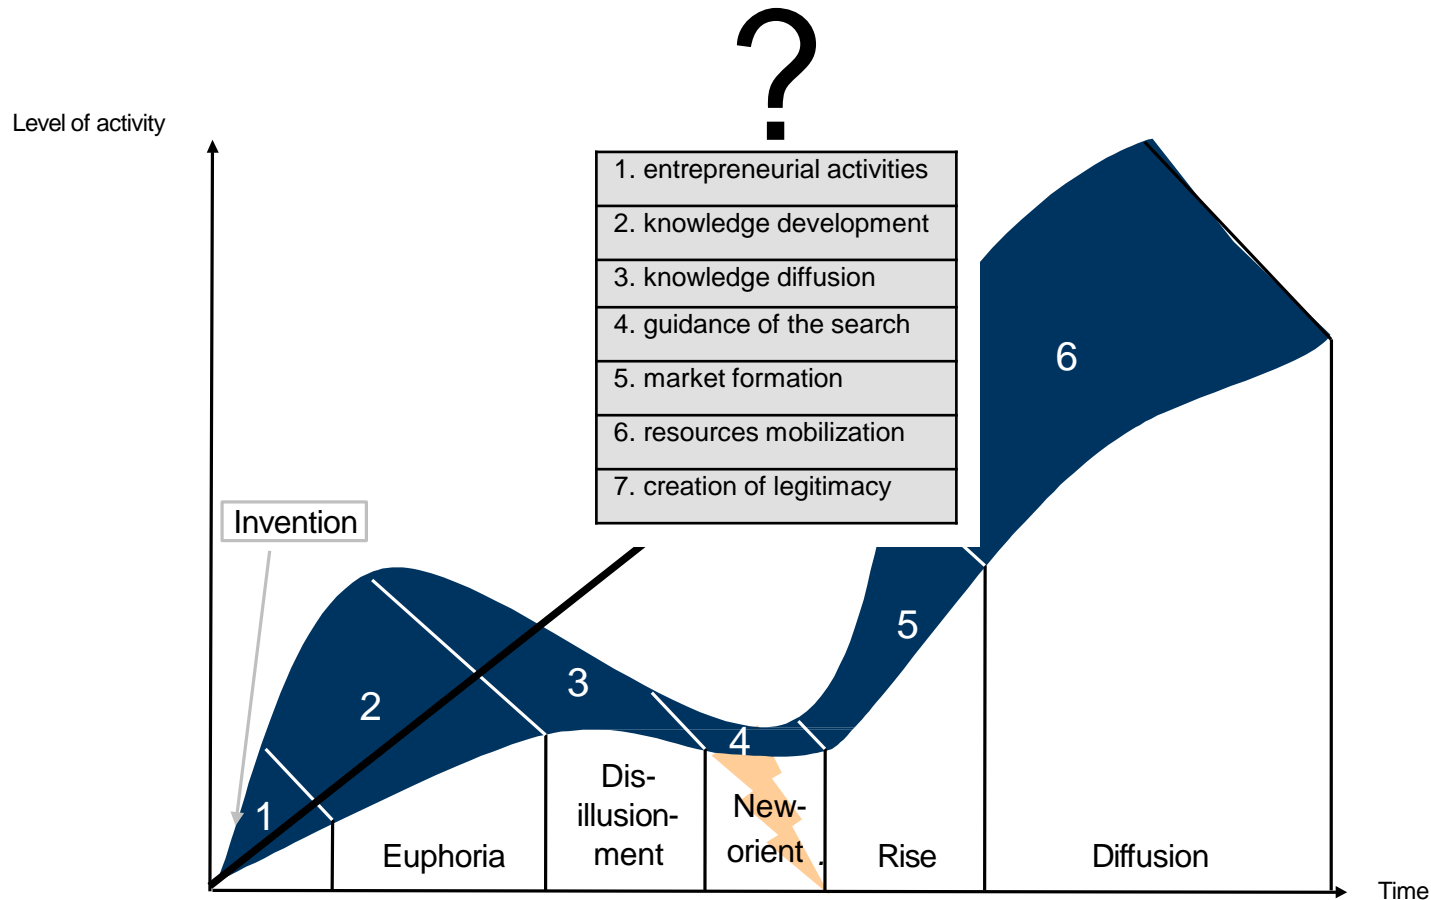 ?
Level of activity
1. entrepreneurial activities
2. knowledge development
3. knowledge diffusion
4. guidance of the search
5. market formation
6. resources mobilization
7. creation of legitimacy
Invention
1
2
3
4
5
6
Euphoria
Dis-
illusion-
ment
New-
orient .
Rise
Diffusion
Time